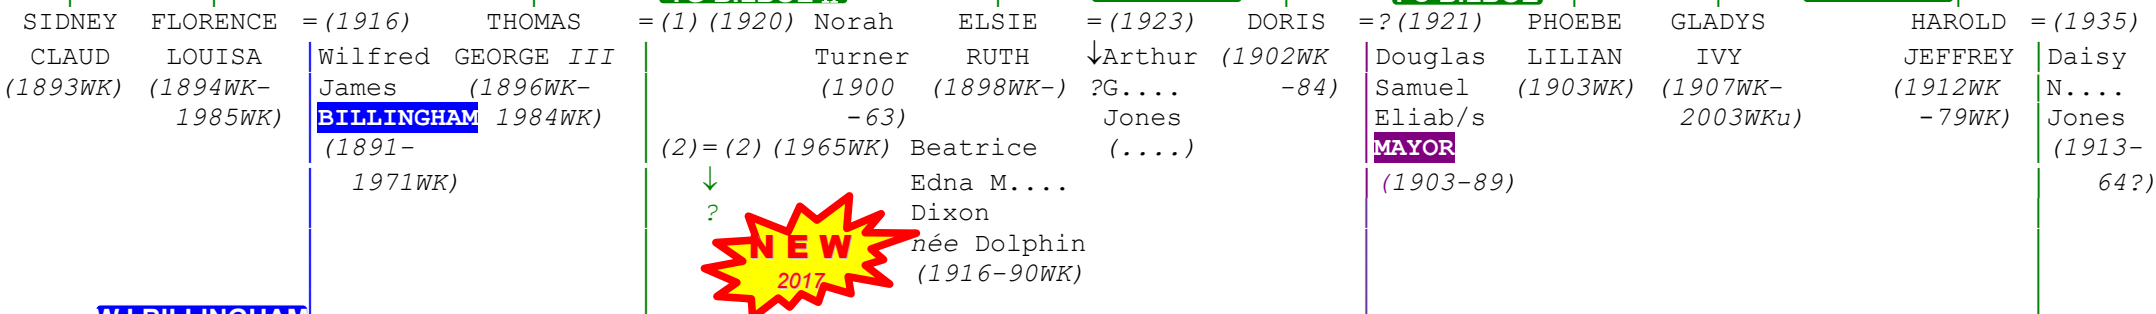 SIDNEY FLORENCE =(1916) THOMAS =(1)(1920) Norah ELSIE =(1923) DORIS =?(1921) PHOEBE GLADYS HAROLD =(1935)
CLAUD LOUISA Wilfred GEORGE III Turner RUTH ↓Arthur (1902WK Douglas LILIAN IVY JEFFREY Daisy
(1893WK) (1894WK- James (1896WK- (1900 (1898WK-) ?G.... -84) Samuel (1903WK) (1907WK- (1912WK N....
1985WK) BILLINGHAM 1984WK) -63) Jones Eliab/s 2003WKu) -79WK) Jones
(1891- (2)=(2)(1965WK) Beatrice (....) MAYOR (1913-
1971WK) ↓ Edna M.... (1903-89) 64?)
? Dixon
NEW née Dolphin
2017 (1916-90WK)
W J BILLINGHAM